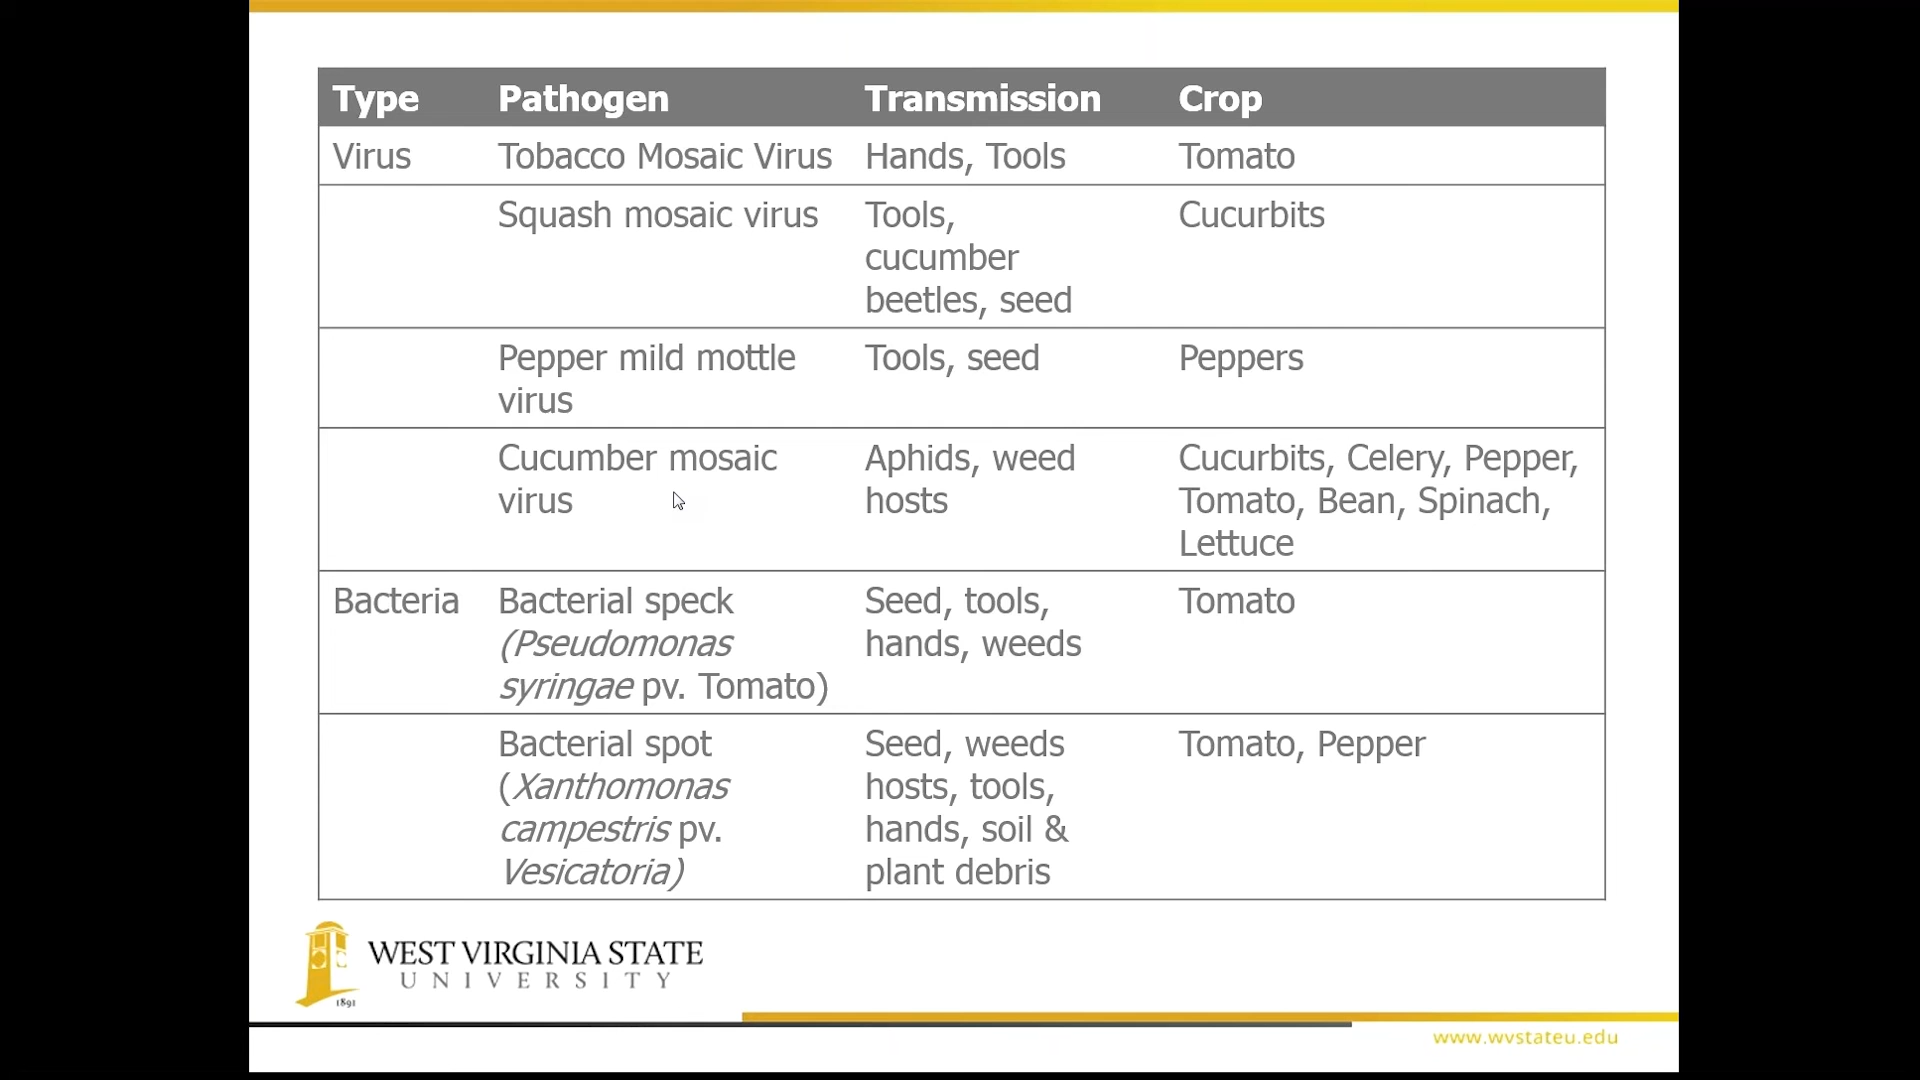 Type Pathogen Transmission Crop
Virus Tobacco Mosaic Virus Hands, Tools Tomato
Squash mosaic virus Tools, Cucurbits
cucumber
beetles, seed
Pepper mild mottle Tools, seed Peppers
virus
Cucumber mosaic Aphids, weed Cucurbits, Celery, Pepper,
virus hosts Tomato, Bean, Spinach,
Lettuce
Bacteria Bacterial speck Seed, tools, Tomato
(Pseudomonas hands, weeds
syringae pv. Tomato)
Bacterial spot Seed, weeds Tomato, Pepper
(Xanthomonas hosts, tools,
campestris pv. hands, soil &
Vesicatoria) plant debris
WEST VIRGINIA STATE
UNIVERSITY
1891
www.wvstateu.edu